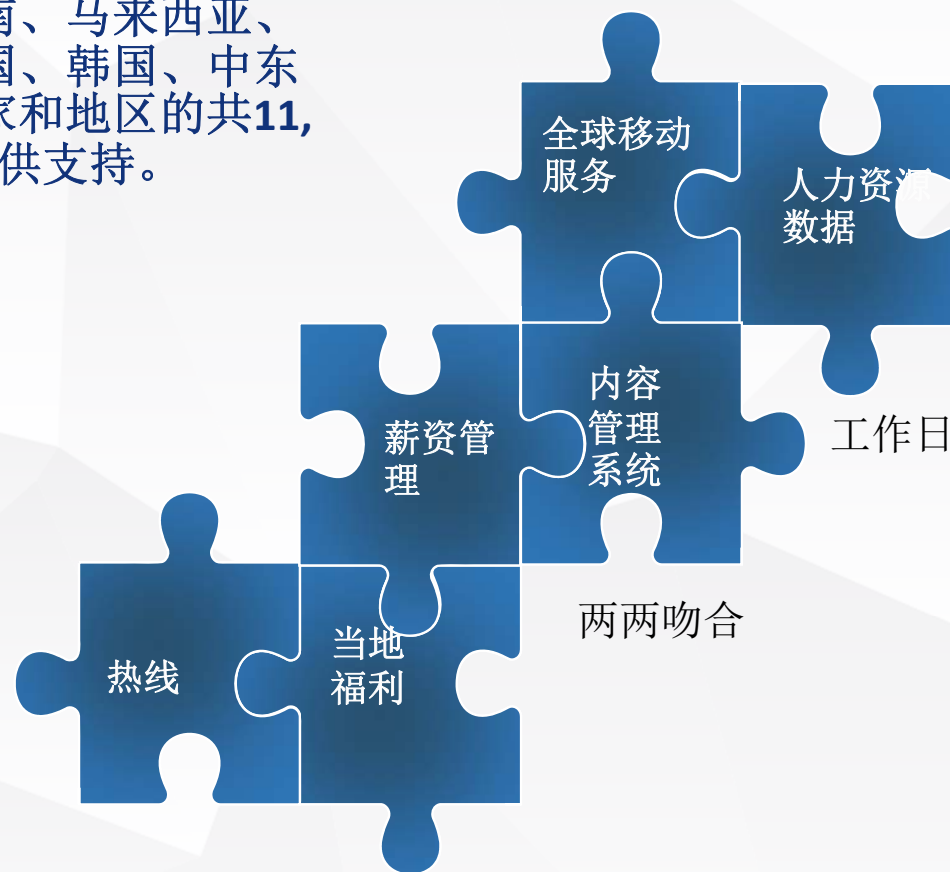 南、马来西亚、
国、韩国、中东
家和地区的共11,
供支持。
全球移动
服务
人力资源
数据
内容
管理
系统
工作日
薪资管
理
两两吻合
当地
福利
热线